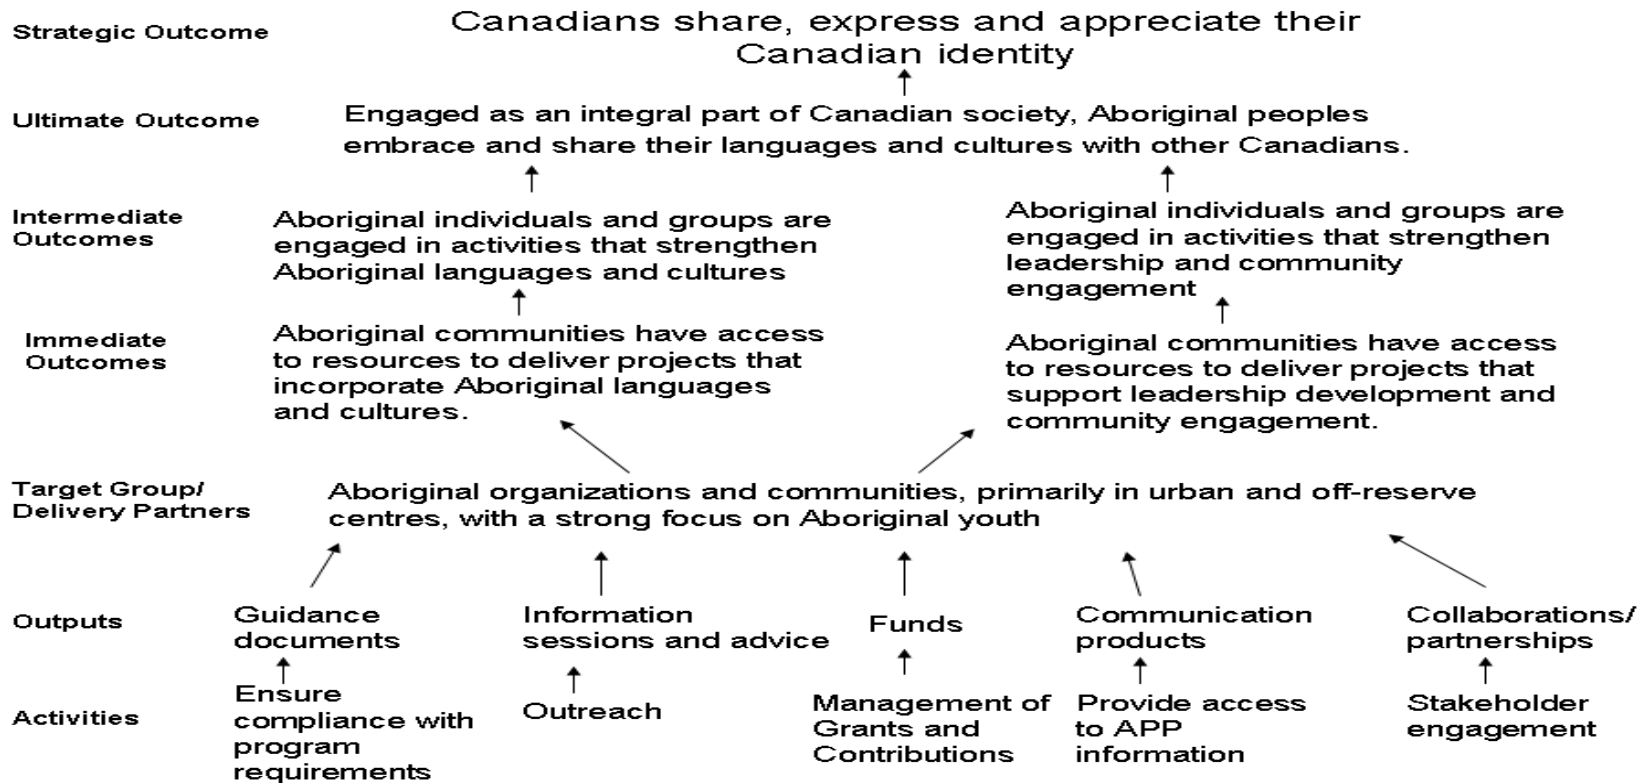 Strategic Outcome
Canadians share, express and appreciate their
Canadian identity
Ultimate Outcome
Engaged as an integral part of Canadian society, Aboriginal peoples
embrace and share their languages and cultures with other Canadians.
Intermediate
Outcomes
Aboriginal individuals and groups are
engaged in activities that strengthen
Aboriginal languages and cultures
Aboriginal individuals and groups are
engaged in activities that strengthen
leadership and community
engagement
Immediate
Outcomes
Aboriginal communities have access
to resources to deliver projects that
incorporate Aboriginal languages
and cultures.
Aboriginal communities have access
to resources to deliver projects that
support leadership development and
community engagement.
Target Group/
Delivery Partners
Aboriginal organizations and communities, primarily in urban and off-reserve
centres, with a strong focus on Aboriginal youth
Outputs
Guidance
documents
Information
sessions and advice
Funds
Communication
products
Collaborations/
partnerships
Activities
Ensure
compliance with
program
requirements
Outreach
Management of
Grants and
Contributions
Provide access
to APP
information
Stakeholder
engagement